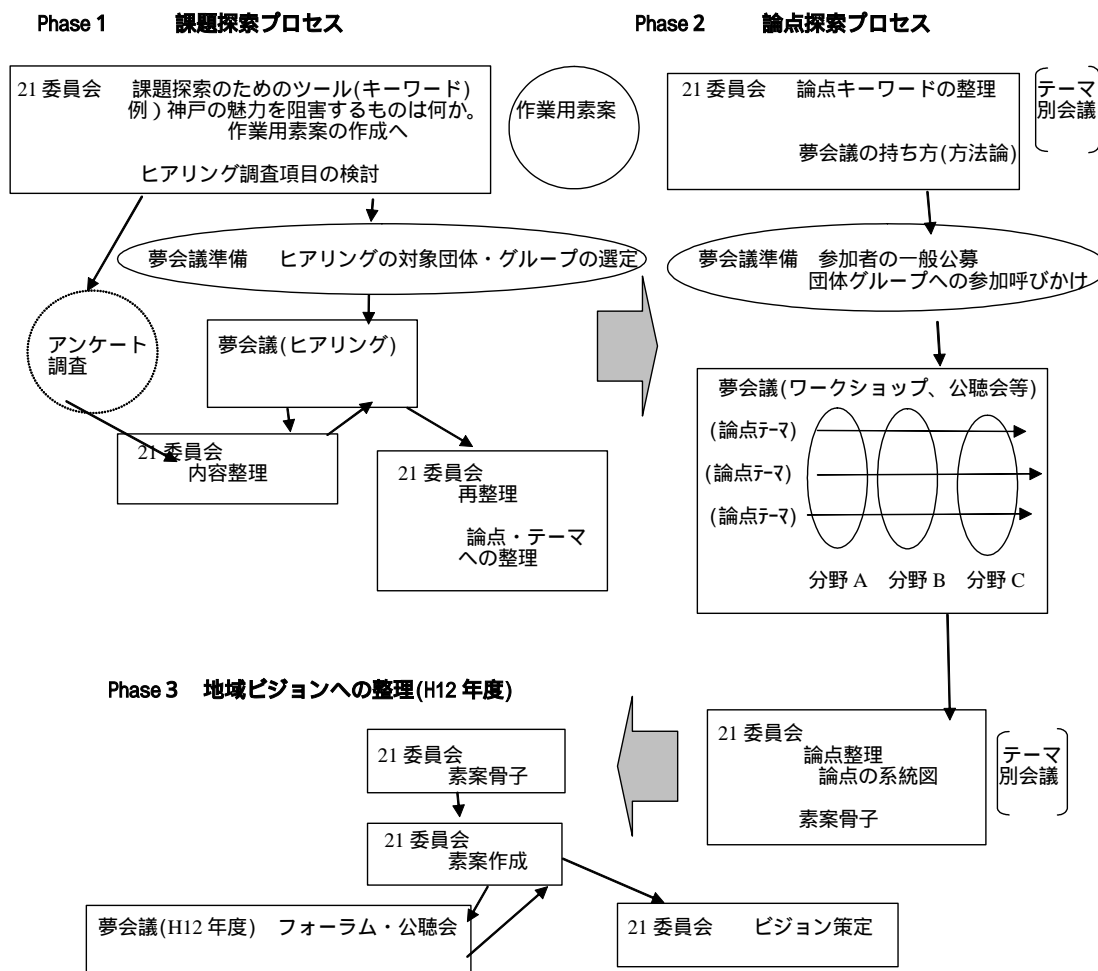 Phase 1 課題探索プロセス
21 委員会 課題探索のためのツール(キーワード)
例)神戸の魅力を阻害するものは何か。
作業用素案の作成へ
ヒアリング調査項目の検討
作業用素案
夢会議準備 ヒアリングの対象団体・グループの選定
アンケート
調査
夢会議(ヒアリング)
21 委員会
内容整理
21 委員会
再整理
論点・テーマ
への整理
Phase 2 論点探索プロセス
21 委員会 論点キーワードの整理
夢会議の持ち方(方法論)
テーマ
別会議
夢会議準備 参加者の一般公募
団体グループへの参加呼びかけ
夢会議(ワークショップ、公聴会等)
(論点ﾃｰﾏ)
(論点ﾃｰﾏ)
(論点ﾃｰﾏ)
分野 A 分野 B 分野 C
21 委員会
論点整理
論点の系統図
素案骨子
テーマ
別会議
Phase 3 地域ビジョンへの整理(H12 年度)
21 委員会
素案骨子
21 委員会
素案作成
夢会議(H12 年度) フォーラム・公聴会
21 委員会 ビジョン策定